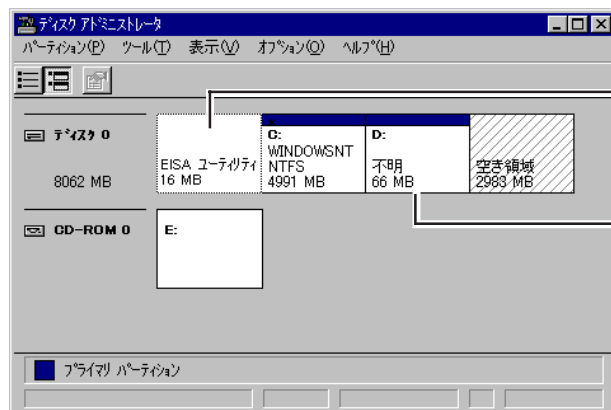 ディスク アドミニストレータ
パーティション(P) ツール(T) 表示(V) オプション(O) ヘルプ(H)
ディスク 0
8062 MB
EISA ユーティリティ
16 MB
C:
WINDOWSNT
NTFS
4991 MB
D:
不明
66 MB
空き領域
2983 MB
CD-ROM 0
E:
プライマリ パーティション